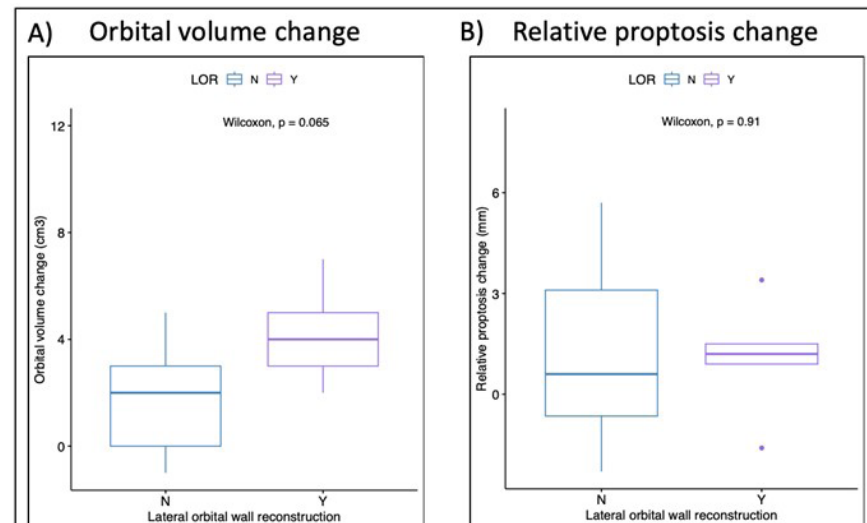 A) Orbital volume change
LOR N Y
Wilcoxon, p = 0.065
12
8
4
0
Orbital volume change (cm3)
N Y
Lateral orbital wall reconstruction
B) Relative proptosis change
LOR N Y
Wilcoxon, p = 0.91
6
3
0
Relative proptosis change (mm)
N Y
Lateral orbital wall reconstruction